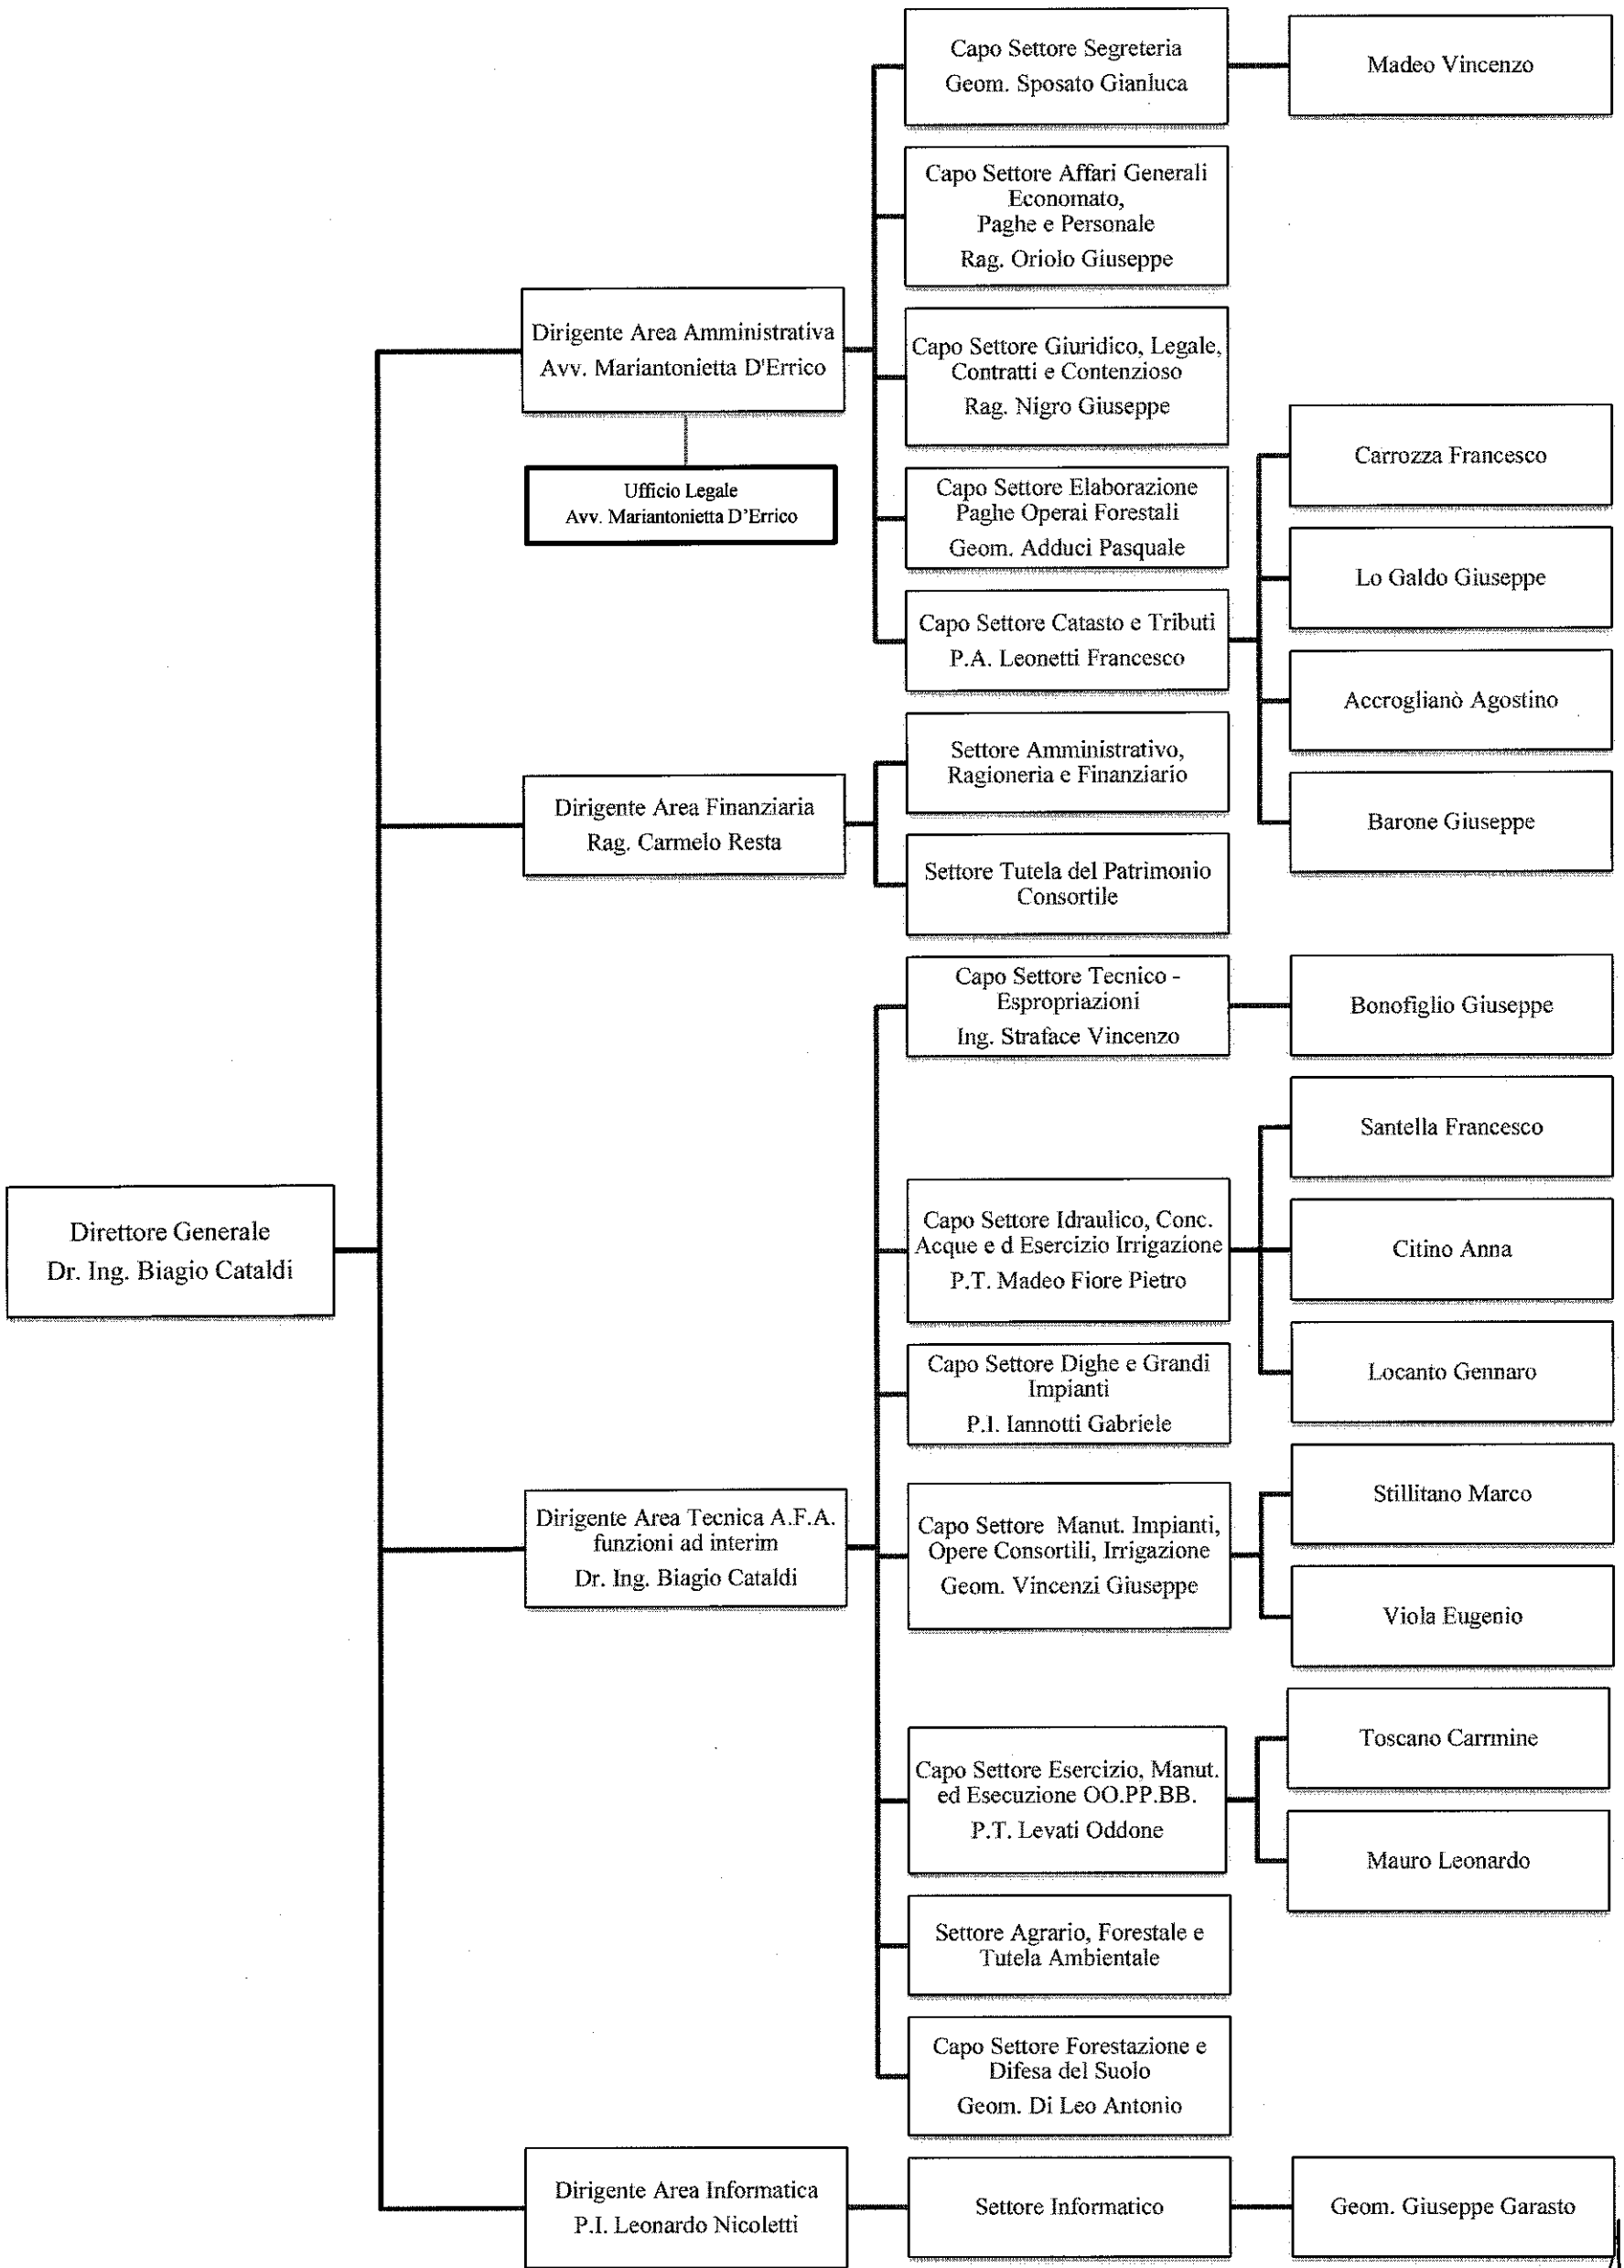 Direttore Generale
Dr. Ing. Biagio Cataldi
Dirigente Area Amministrativa
Avv. Mariantonietta D'Errico
Ufficio Legale
Avv. Mariantonietta D'Errico
Capo Settore Segreteria
Geom. Sposato Gianluca
Madeo Vincenzo
Capo Settore Affari Generali
Economato,
Paghe e Personale
Rag. Oriolo Giuseppe
Capo Settore Giuridico, Legale,
Contratti e Contenzioso
Rag. Nigro Giuseppe
Capo Settore Elaborazione
Paghe Operai Forestali
Geom. Adduci Pasquale
Capo Settore Catasto e Tributi
P.A. Leonetti Francesco
Carrozza Francesco
Lo Galdo Giuseppe
Accroglianò Agostino
Barone Giuseppe
Dirigente Area Finanziaria
Rag. Carmelo Resta
Settore Amministrativo,
Ragioneria e Finanziario
Settore Tutela del Patrimonio
Consortile
Dirigente Area Tecnica A.F.A.
funzioni ad interim
Dr. Ing. Biagio Cataldi
Capo Settore Tecnico -
Espropriazioni
Ing. Straface Vincenzo
Bonofiglio Giuseppe
Capo Settore Idraulico, Conc.
Acque e d Esercizio Irrigazione
P.T. Madeo Fiore Pietro
Santella Francesco
Citino Anna
Locanto Gennaro
Capo Settore Dighe e Grandi
Impianti
P.I. Iannotti Gabriele
Capo Settore Manut. Impianti,
Opere Consortili, Irrigazione
Geom. Vincenzi Giuseppe
Stillitano Marco
Viola Eugenio
Capo Settore Esercizio, Manut.
ed Esecuzione OO.PP.BB.
P.T. Levati Oddone
Toscano Carrmine
Mauro Leonardo
Settore Agrario, Forestale e
Tutela Ambientale
Capo Settore Forestazione e
Difesa del Suolo
Geom. Di Leo Antonio
Dirigente Area Informatica
P.I. Leonardo Nicoletti
Settore Informatico
Geom. Giuseppe Garasto